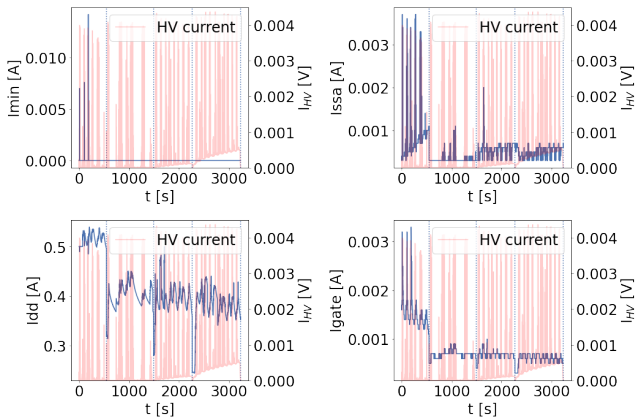 HV current
Imin [A]
0.010
0.005
0.000
0.004
0.003
0.002
0.001
0.000
I_HV [V]
0 1000 2000 3000
t [s]
HV current
Issa [A]
0.003
0.002
0.001
0.004
0.003
0.002
0.001
0.000
I_HV [V]
0 1000 2000 3000
t [s]
HV current
Idd [A]
0.5
0.4
0.3
0.004
0.003
0.002
0.001
0.000
I_HV [V]
0 1000 2000 3000
t [s]
HV current
Igate [A]
0.003
0.002
0.001
0.004
0.003
0.002
0.001
0.000
I_HV [V]
0 1000 2000 3000
t [s]